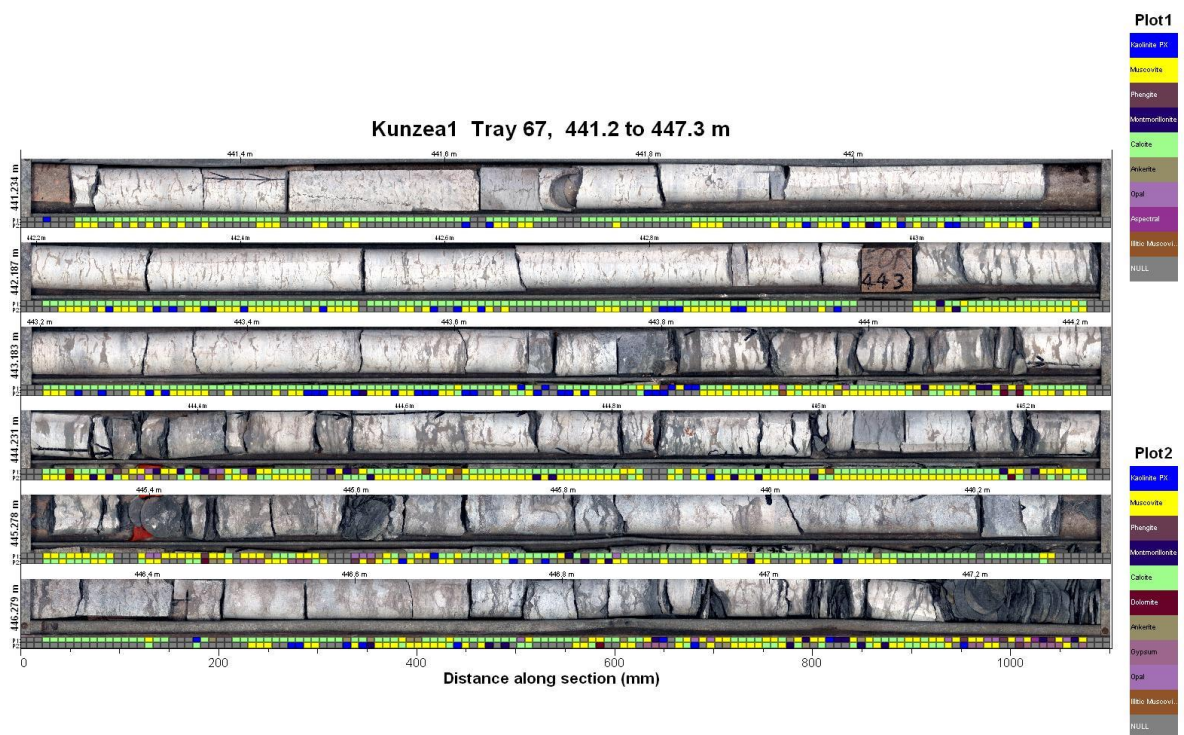 Plot1
Kaolinite PX
Muscovite
Phengite
Montmorillonite
Calcite
Ankerite
Opal
Aspectral
Illitic Muscovi..
NULL
Kunzea1 Tray 67, 441.2 to 447.3 m
441.4 m 441.6 m 441.8 m 442 m
441.234 m
442.2m 442.4 m 442.6 m 442.8 m 443 m
442.187 m
EOR
443
443.2 m 443.4 m 443.6 m 443.8 m 444 m 444.2 m
443.183 m
444.4 m 444.6 m 444.8 m 445 m 445.2 m
444.231 m
445.4 m 445.6 m 445.8 m 446 m 446.2 m
445.278 m
446.4 m 446.6 m 446.8 m 447 m 447.2 m
446.279 m
0 200 400 600 800 1000
Distance along section (mm)
Plot2
Kaolinite PX
Muscovite
Phengite
Montmorillonite
Calcite
Dolomite
Ankerite
Gypsum
Opal
Illitic Muscovi..
NULL